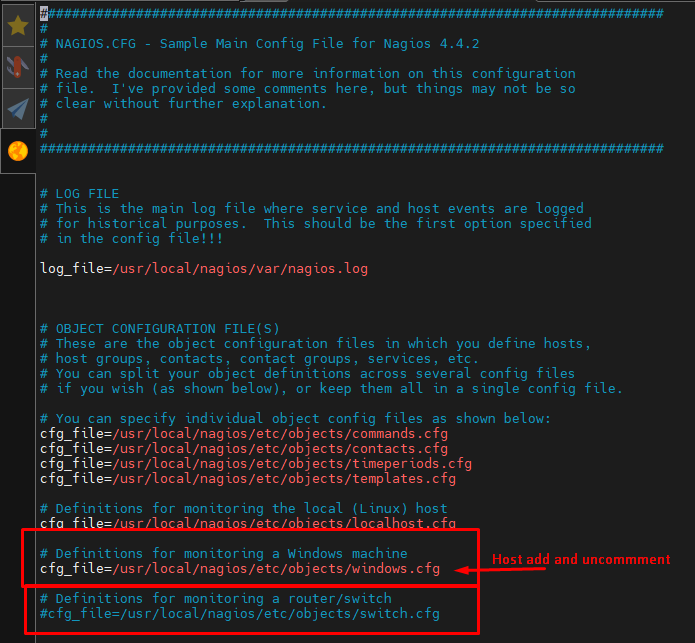 ##############################################################################
#
# NAGIOS.CFG - Sample Main Config File for Nagios 4.4.2
#
# Read the documentation for more information on this configuration
# file.  I've provided some comments here, but things may not be so
# clear without further explanation.
#
#
##############################################################################
# LOG FILE
# This is the main log file where service and host events are logged
# for historical purposes.  This should be the first option specified
# in the config file!!!
log_file=/usr/local/nagios/var/nagios.log
# OBJECT CONFIGURATION FILE(S)
# These are the object configuration files in which you define hosts,
# host groups, contacts, contact groups, services, etc.
# You can split your object definitions across several config files
# if you wish (as shown below), or keep them all in a single config file.
# You can specify individual object config files as shown below:
cfg_file=/usr/local/nagios/etc/objects/commands.cfg
cfg_file=/usr/local/nagios/etc/objects/contacts.cfg
cfg_file=/usr/local/nagios/etc/objects/timeperiods.cfg
cfg_file=/usr/local/nagios/etc/objects/templates.cfg
# Definitions for monitoring the local (Linux) host
cfg_file=/usr/local/nagios/etc/objects/localhost.cfg
# Definitions for monitoring a Windows machine
cfg_file=/usr/local/nagios/etc/objects/windows.cfg
Host add and uncommment
# Definitions for monitoring a router/switch
#cfg_file=/usr/local/nagios/etc/objects/switch.cfg